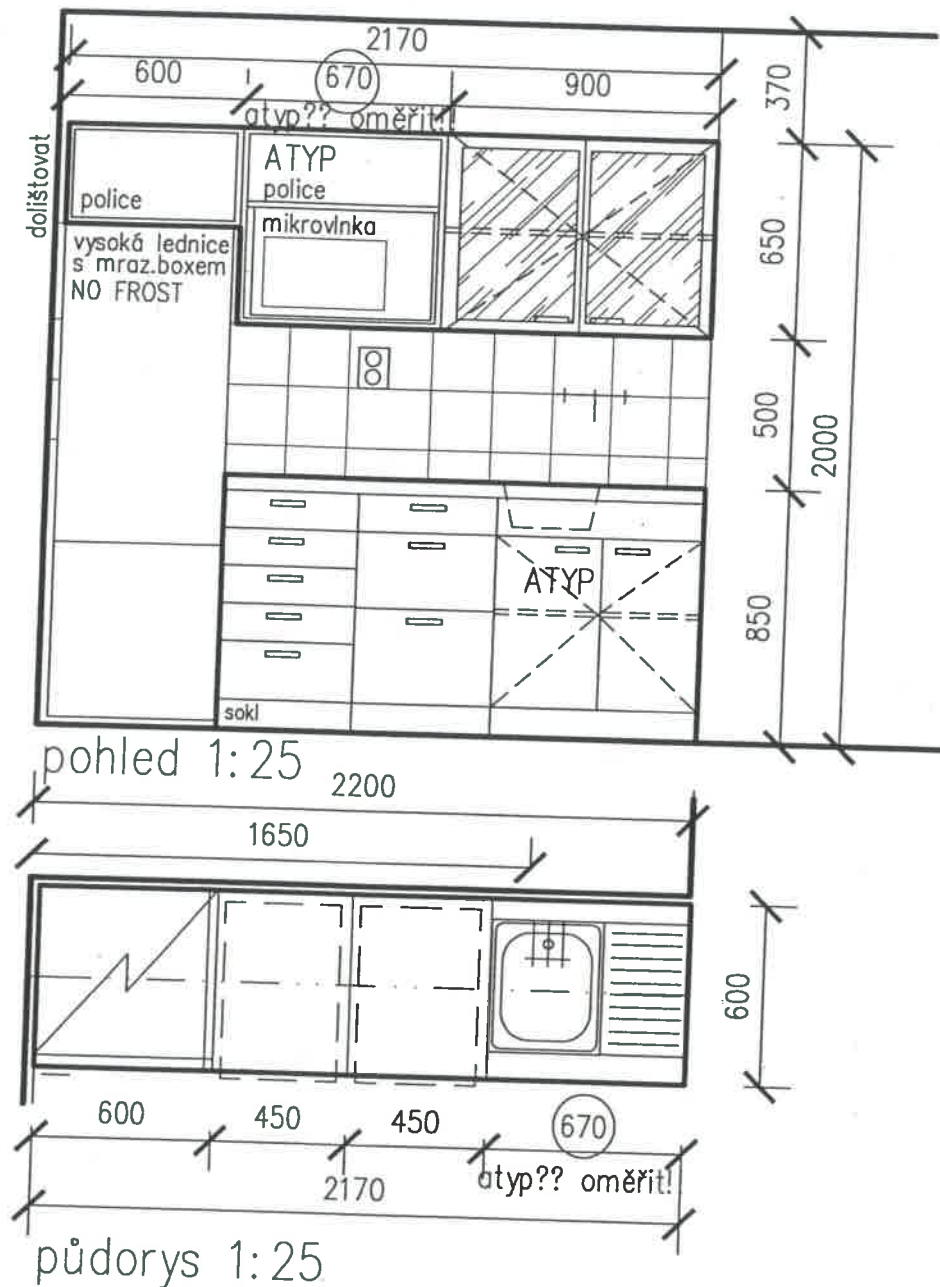 2170
600
670
900
370
atyp?? oměřit!!
dolištovat
police
ATYP
police
mikrovlnka
vysoká lednice
s mraz.boxem
NO FROST
650
500
2000
850
ATYP
sokl
pohled 1:25
2200
1650
600
600
450
450
670
atyp?? oměřit!
2170
půdorys 1:25